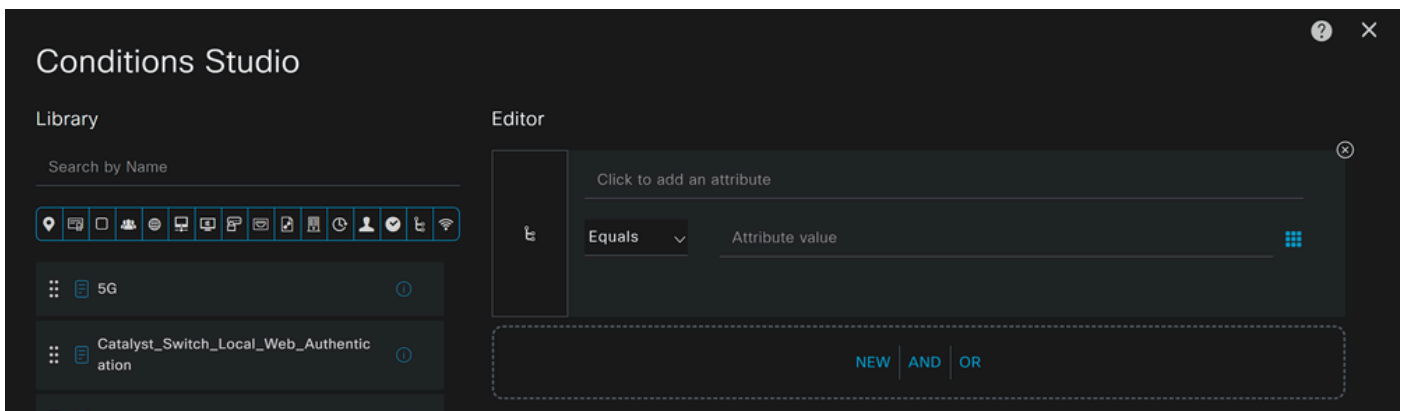 Conditions Studio
Library
Search by Name
5G
Catalyst_Switch_Local_Web_Authentic
ation
Editor
Click to add an attribute
Equals
Attribute value
NEW AND OR